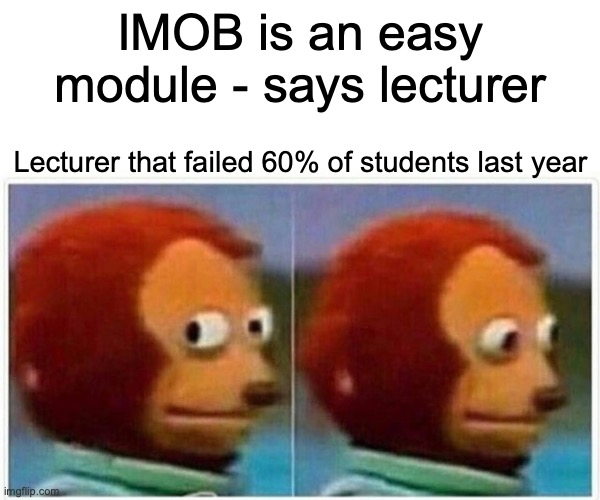 IMOB is an easy
module - says lecturer
Lecturer that failed 60% of students last year
imgflip.com